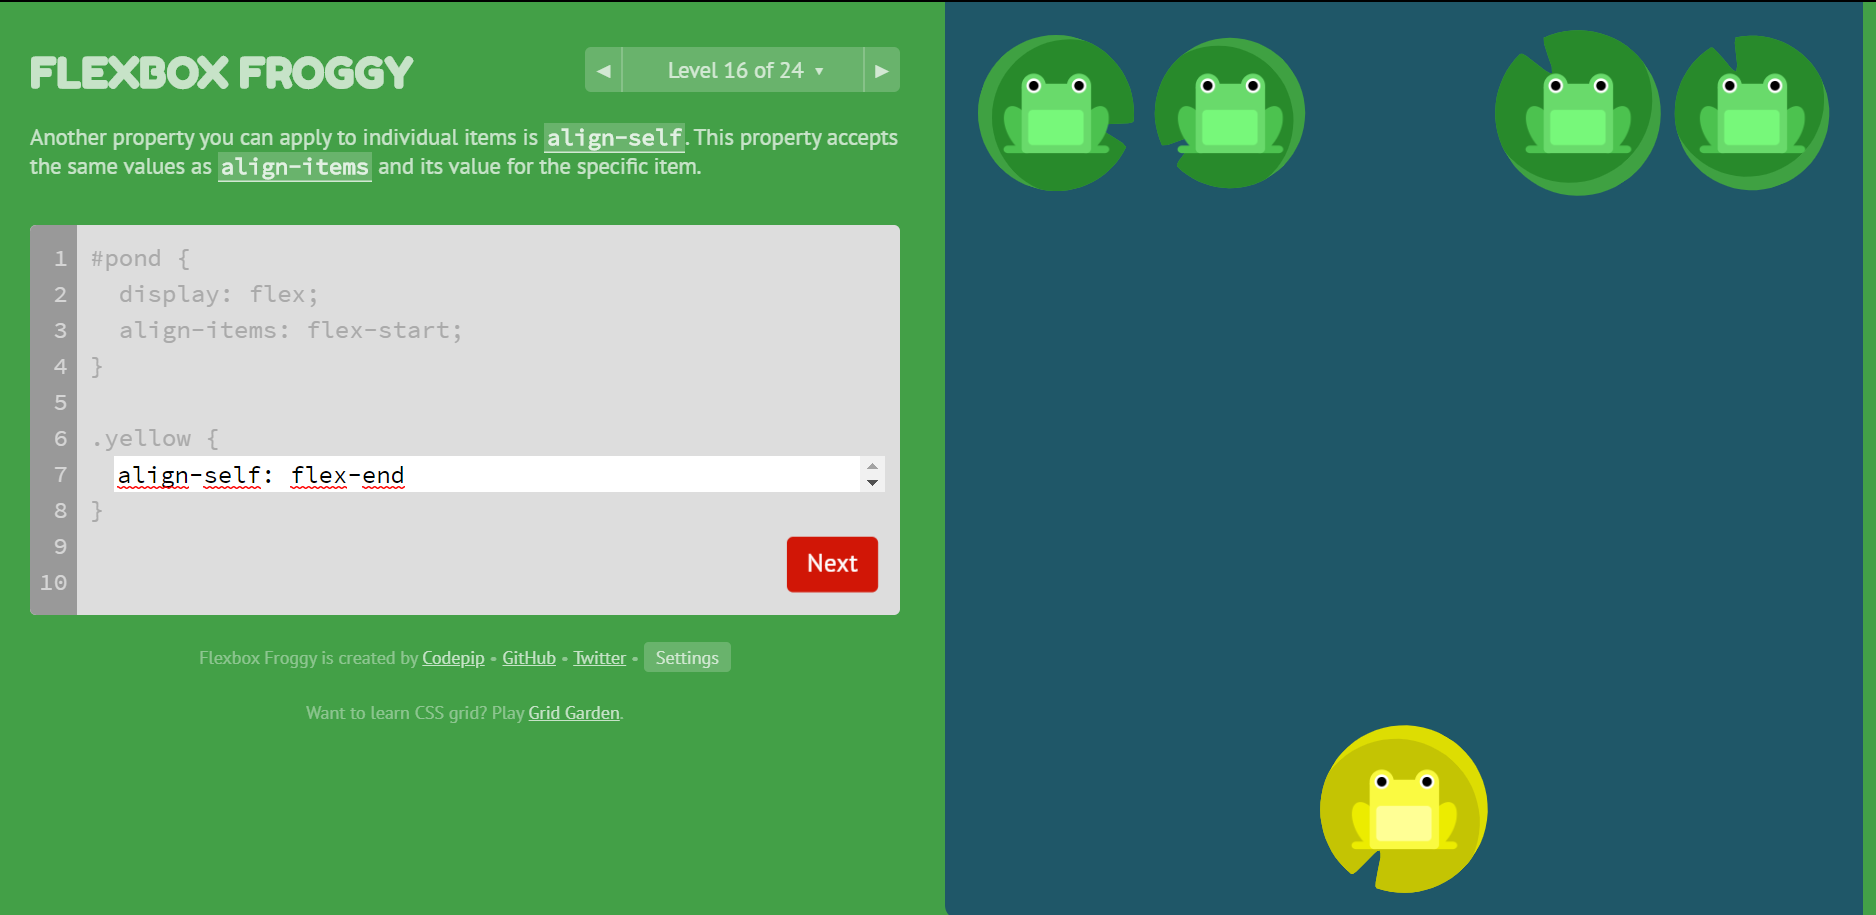 FLEXBOX FROGGY
◀ Level 16 of 24 ▼ ▶
Another property you can apply to individual items is align-self. This property accepts
the same values as align-items and its value for the specific item.
1 #pond {
2 display: flex;
3 align-items: flex-start;
4 }
5
6 .yellow {
7 align-self: flex-end
8 }
9
10
Next
Flexbox Froggy is created by Codepip • GitHub • Twitter • Settings
Want to learn CSS grid? Play Grid Garden.